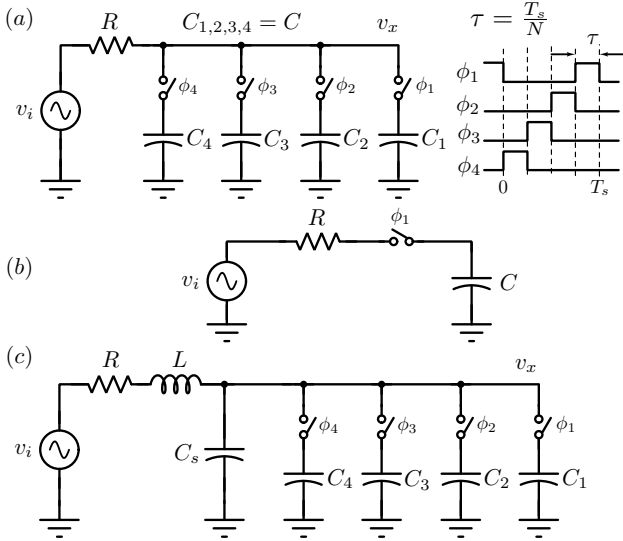 (a) R C₁,₂,₃,₄ = C vₓ τ = Tₛ/N
τ
vᵢ ϕ₄ ϕ₃ ϕ₂ ϕ₁
C₄ C₃ C₂ C₁
ϕ₁
ϕ₂
ϕ₃
ϕ₄
0 Tₛ
(b) R ϕ₁
vᵢ C
(c) R L vₓ
vᵢ Cₛ ϕ₄ ϕ₃ ϕ₂ ϕ₁
C₄ C₃ C₂ C₁